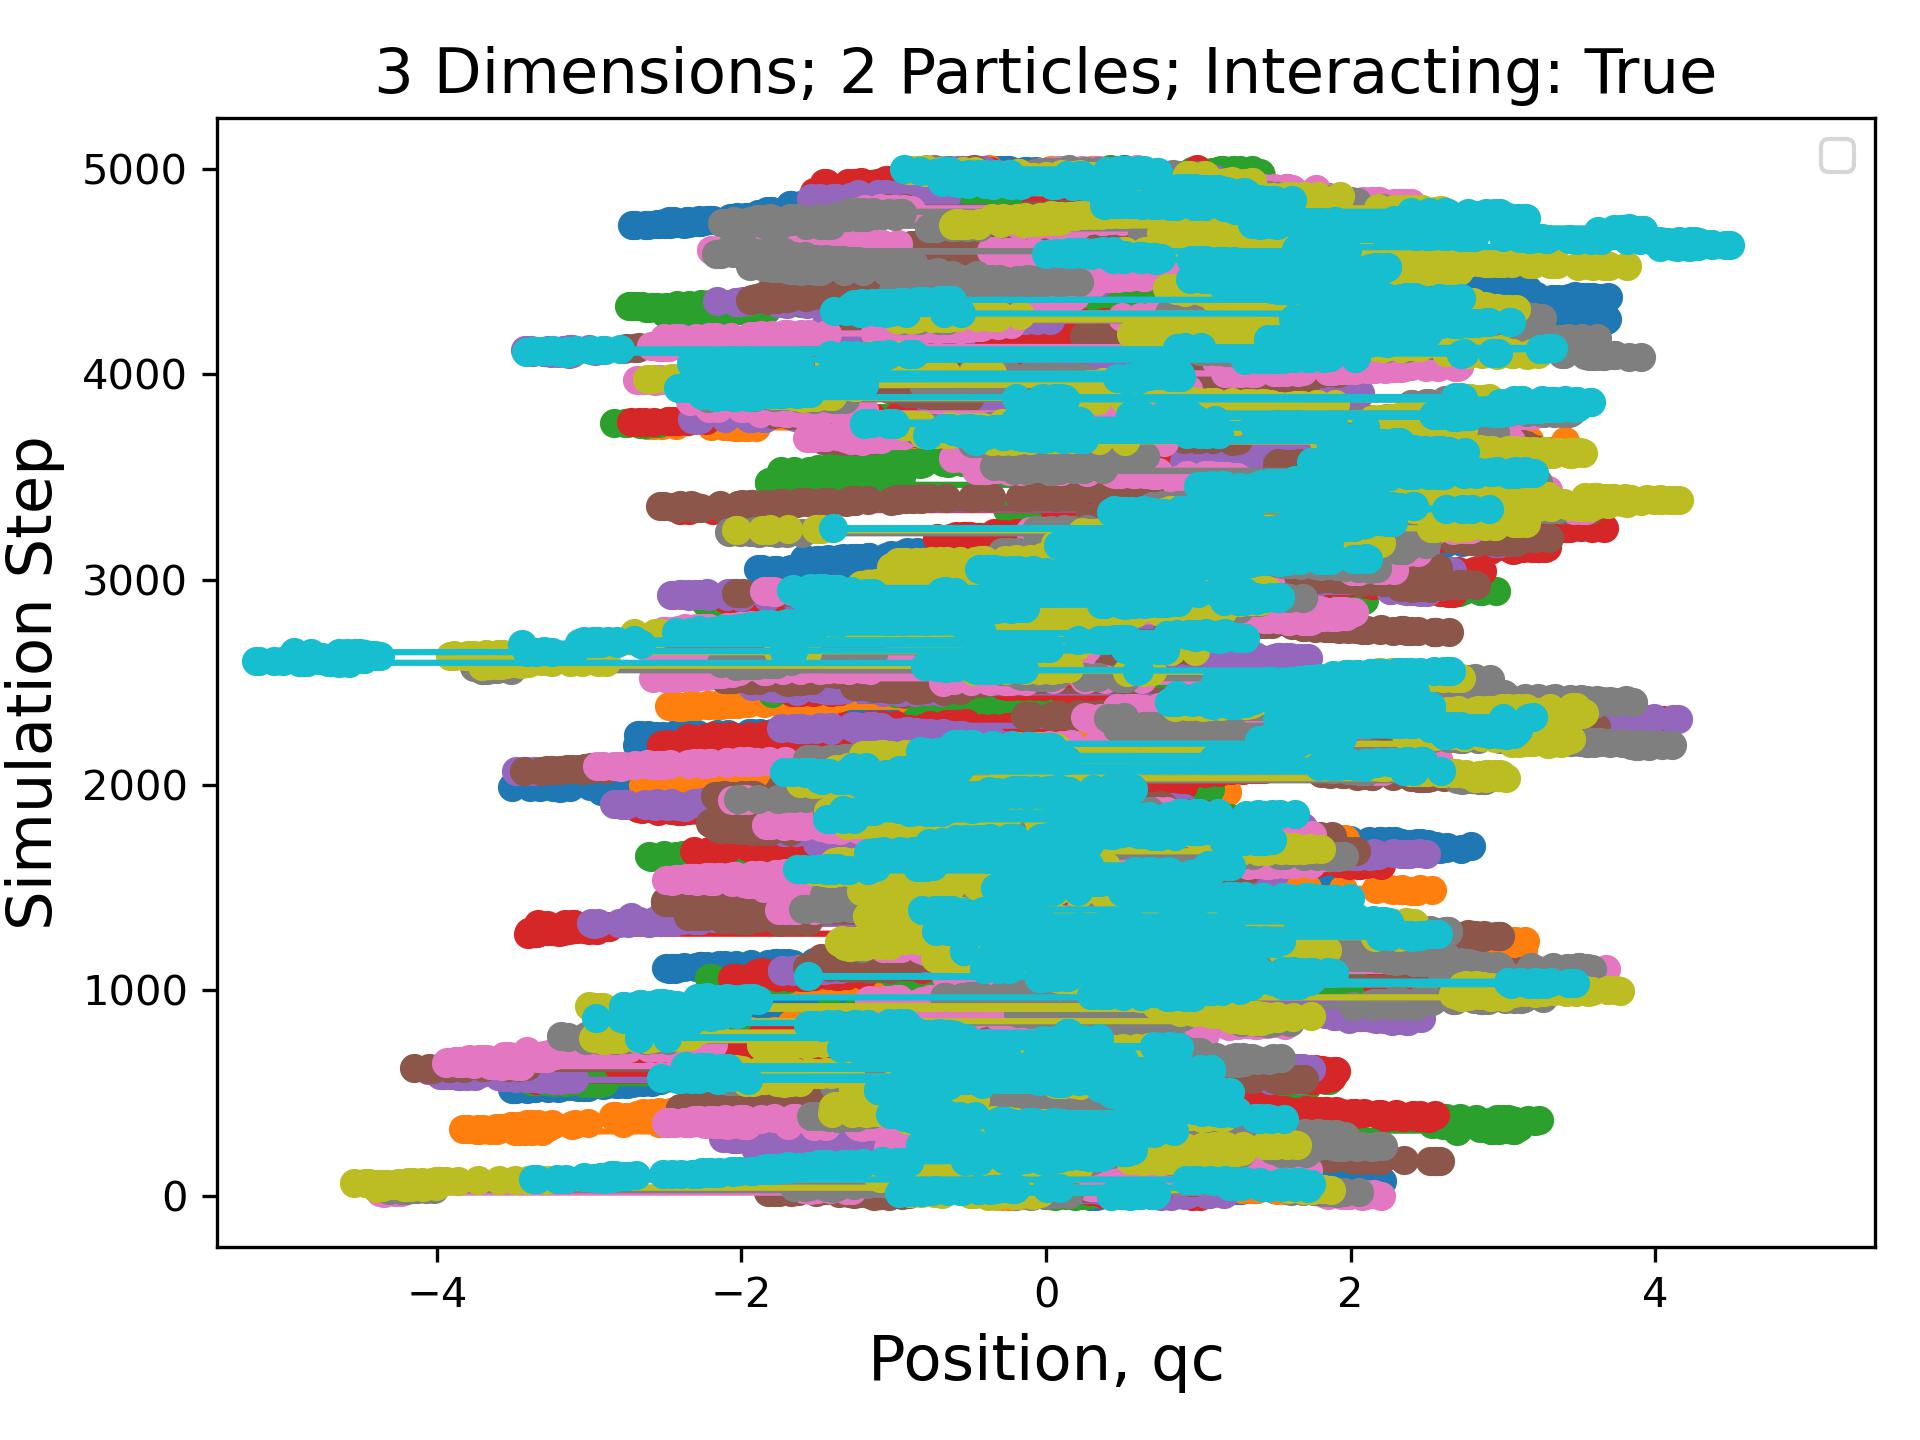 3 Dimensions; 2 Particles; Interacting: True
Simulation Step
5000
4000
3000
2000
1000
0
−4 −2 0 2 4
Position, qc